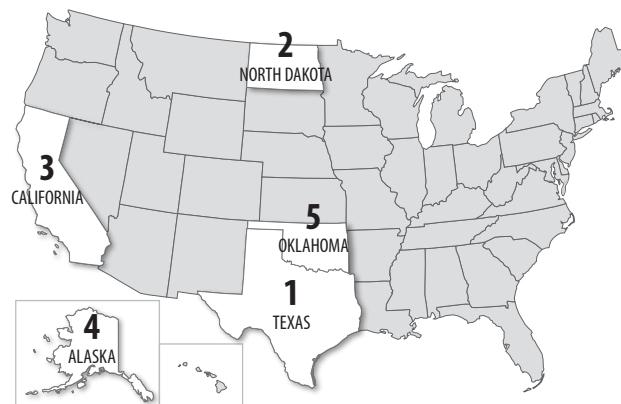 2
NORTH DAKOTA
3
CALIFORNIA
5
OKLAHOMA
1
TEXAS
4
ALASKA